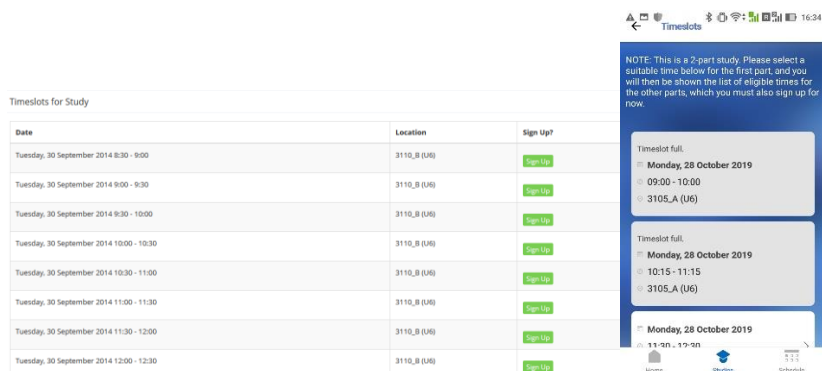 Timeslots for Study
Date Location Sign Up?
Tuesday, 30 September 2014 8:30 - 9:00 3110_B (U6) Sign Up
Tuesday, 30 September 2014 9:00 - 9:30 3110_B (U6) Sign Up
Tuesday, 30 September 2014 9:30 - 10:00 3110_B (U6) Sign Up
Tuesday, 30 September 2014 10:00 - 10:30 3110_B (U6) Sign Up
Tuesday, 30 September 2014 10:30 - 11:00 3110_B (U6) Sign Up
Tuesday, 30 September 2014 11:00 - 11:30 3110_B (U6) Sign Up
Tuesday, 30 September 2014 11:30 - 12:00 3110_B (U6) Sign Up
Tuesday, 30 September 2014 12:00 - 12:30 3110_B (U6) Sign Up
16:34
Timeslots
NOTE: This is a 2-part study. Please select a
suitable time below for the first part, and you
will then be shown the list of eligible times for
the other parts, which you must also sign up for
now.
Timeslot full.
Monday, 28 October 2019
09:00 - 10:00
3105_A (U6)
Timeslot full.
Monday, 28 October 2019
10:15 - 11:15
3105_A (U6)
Monday, 28 October 2019
11:30 - 12:30
Home Studies Schedule